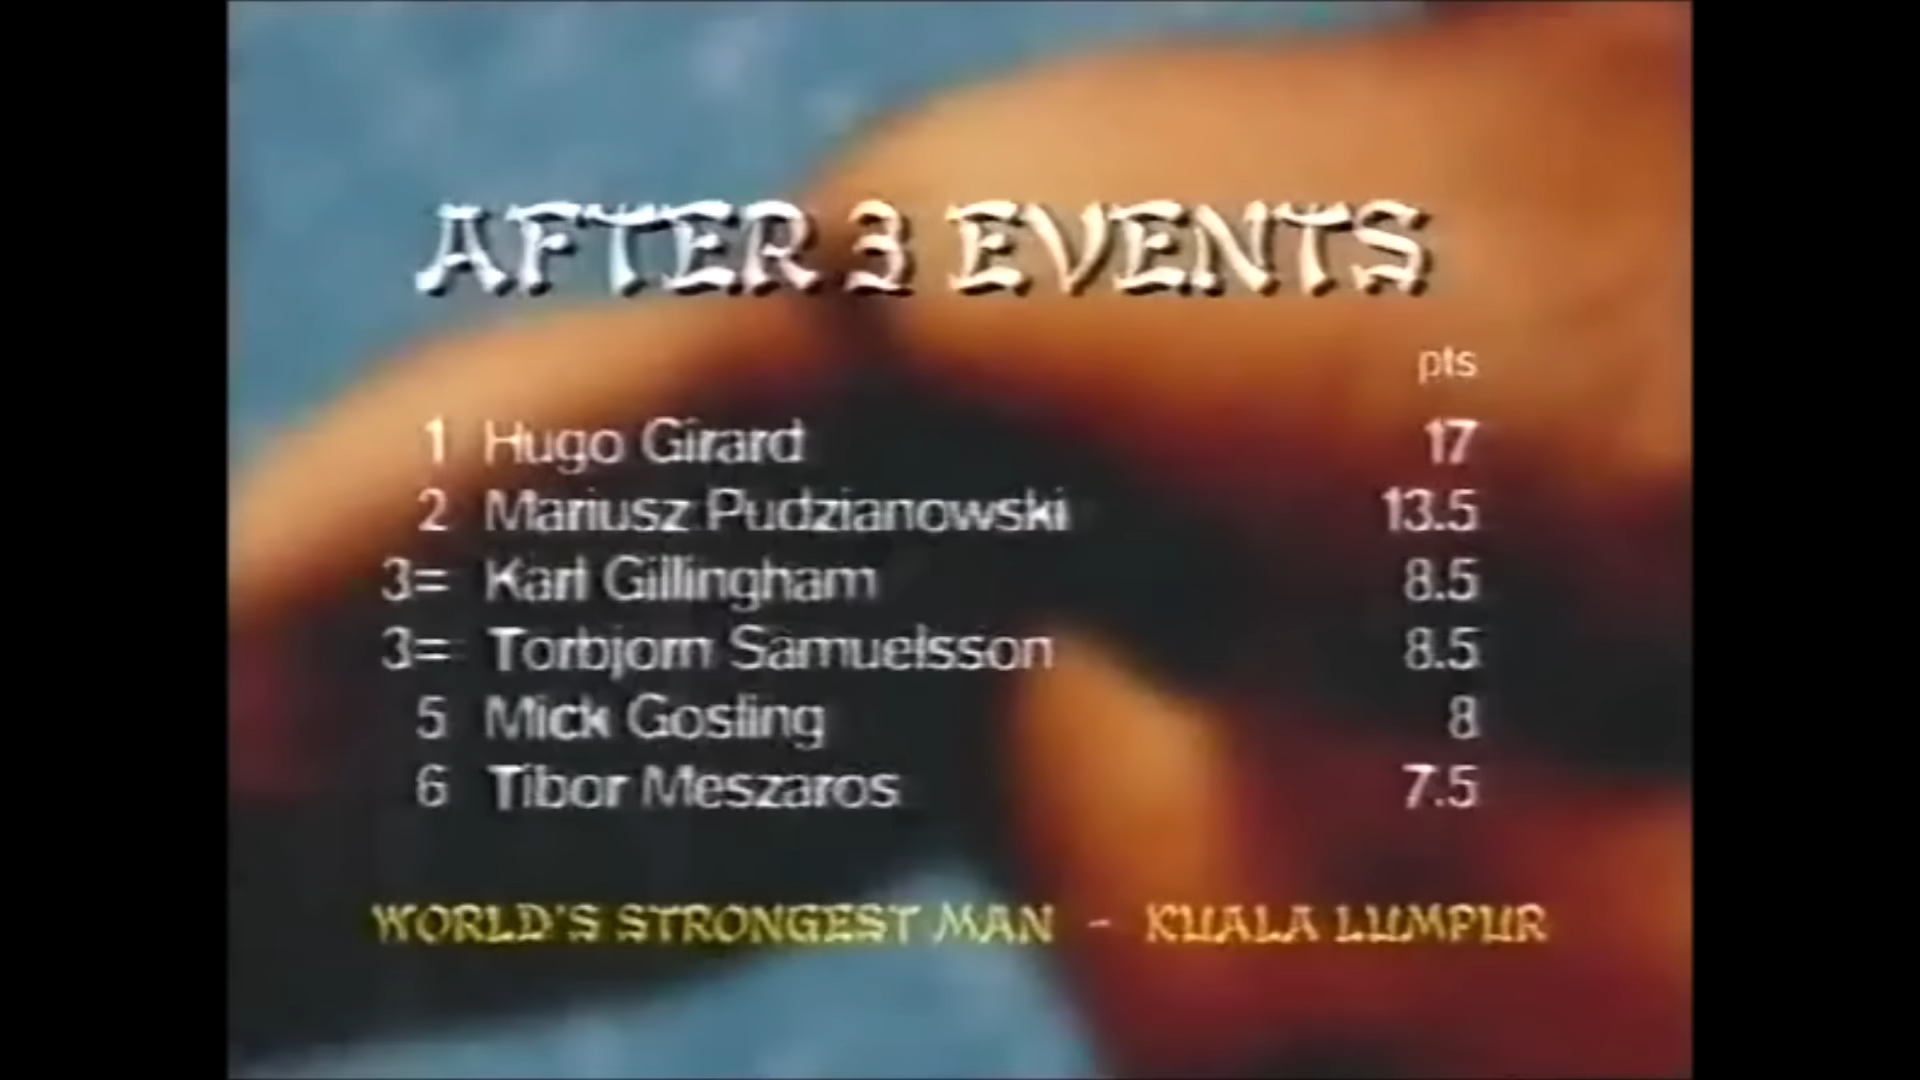 AFTER 3 EVENTS
pts
1 Hugo Girard 17
2 Mariusz Pudzianowski 13.5
3= Karl Gillingham 8.5
3= Torbjorn Samuelsson 8.5
5 Mick Gosling 8
6 Tibor Meszaros 7.5
WORLD'S STRONGEST MAN - KUALA LUMPUR